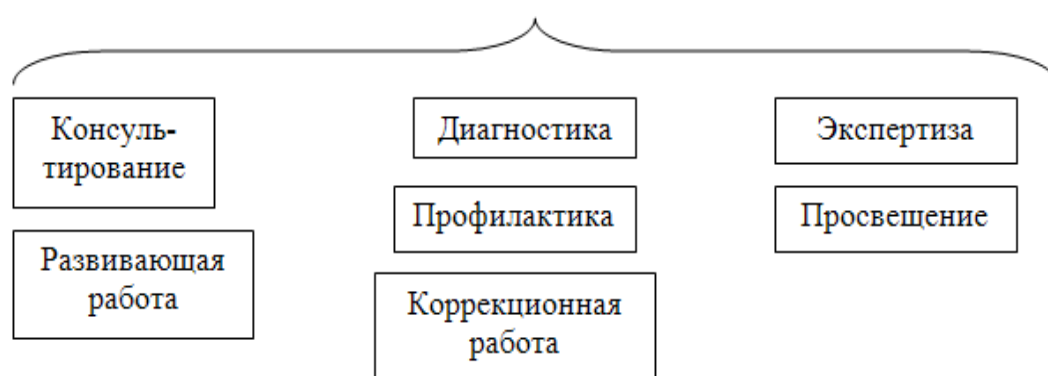 Консуль-
тирование
Диагностика
Экспертиза
Профилактика
Просвещение
Развивающая
работа
Коррекционная
работа